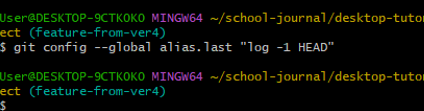 User@DESKTOP-9CTKOKO MINGW64 ~/school-journal/desktop-tutor
ect (feature-from-ver4)
$ git config --global alias.last "log -1 HEAD"
User@DESKTOP-9CTKOKO MINGW64 ~/school-journal/desktop-tutor
ect (feature-from-ver4)
$